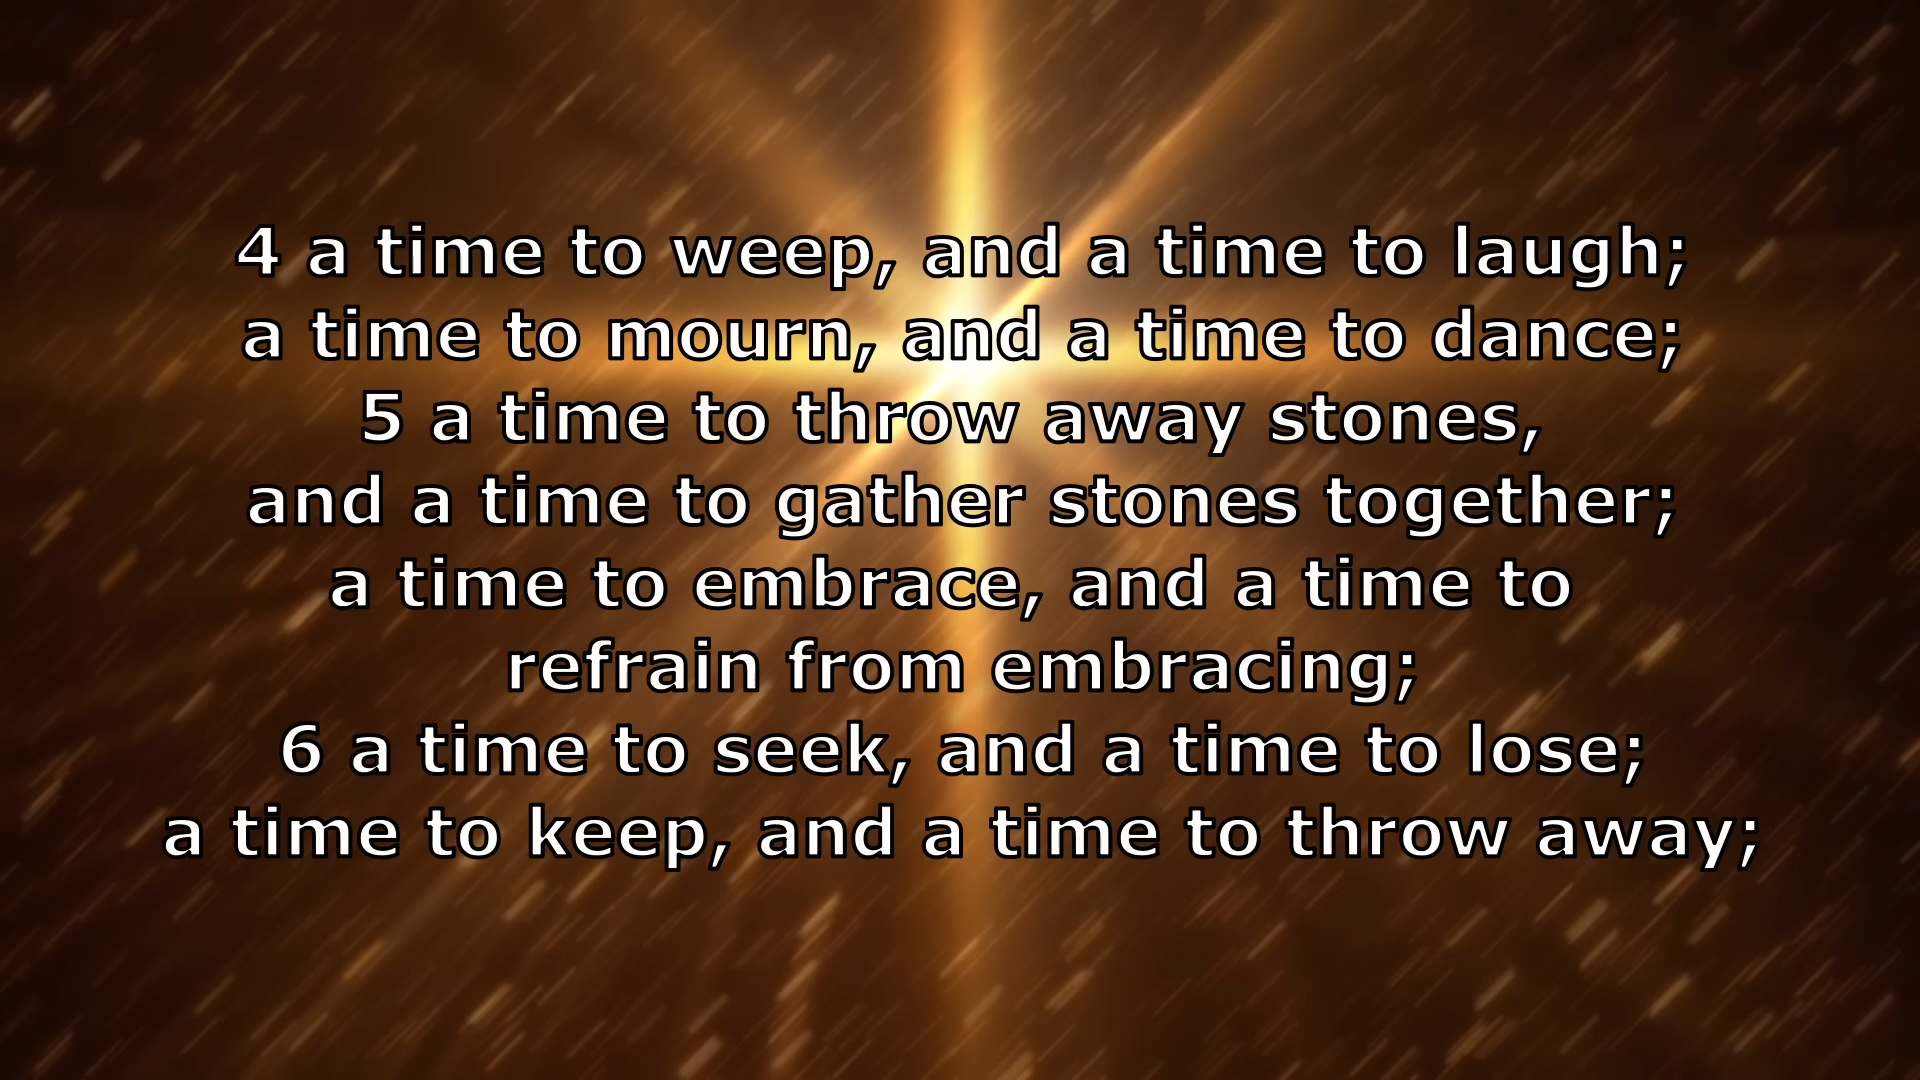 4 a time to weep, and a time to laugh;
a time to mourn, and a time to dance;
5 a time to throw away stones,
and a time to gather stones together;
a time to embrace, and a time to
refrain from embracing;
6 a time to seek, and a time to lose;
a time to keep, and a time to throw away;